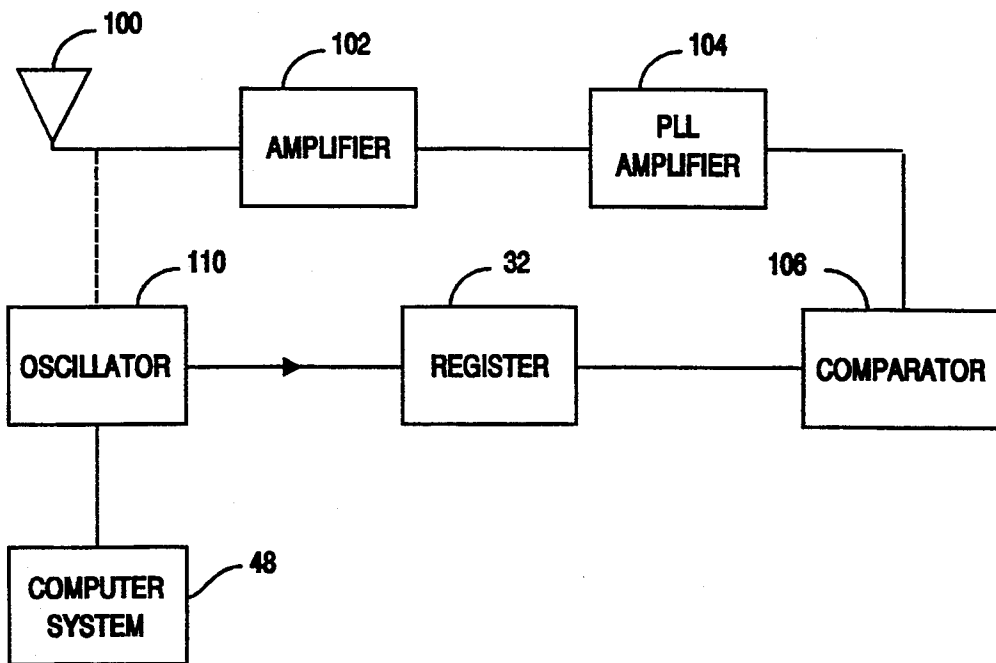 100
102
104
AMPLIFIER
PLL
AMPLIFIER
110
32
106
OSCILLATOR
REGISTER
COMPARATOR
48
COMPUTER
SYSTEM